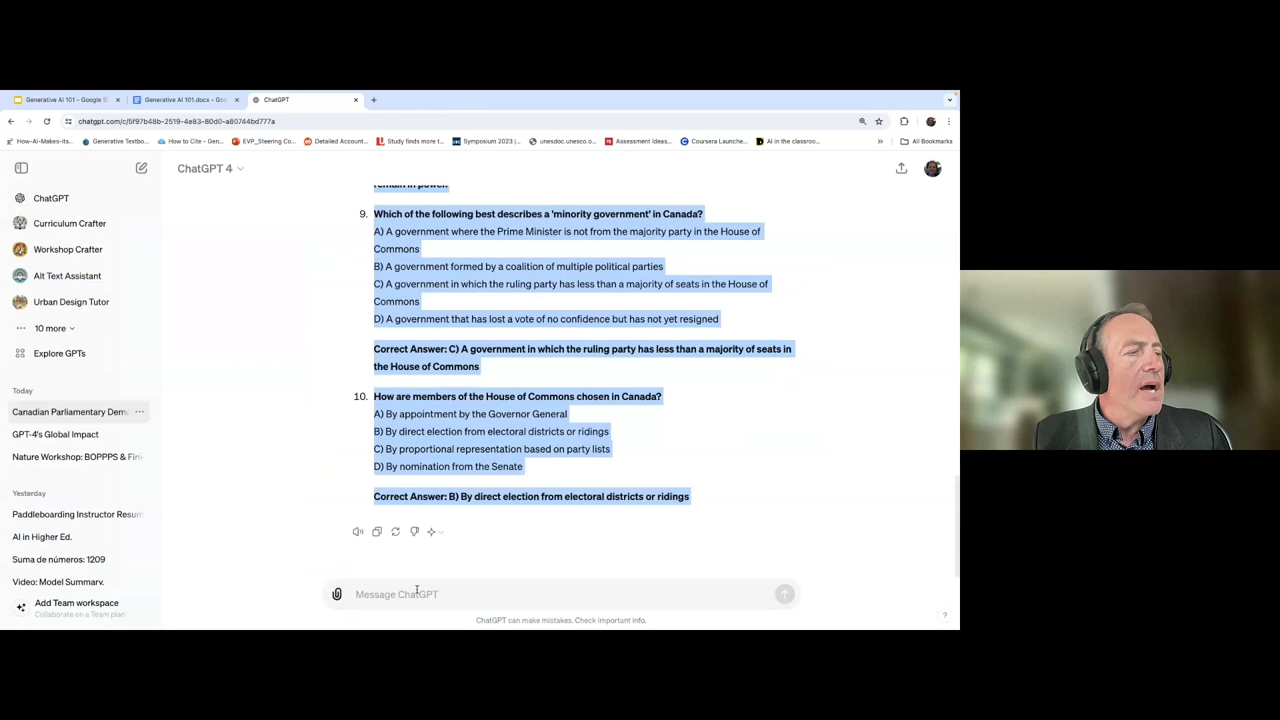 Generative AI 101 - Google S
Generative AI 101.docx - Goo
ChatGPT
chatgpt.com/c/5f97b48b-2519-4e83-80d0-a80744bd777a
How-AI-Makes-Its...
Generative Textbo...
How to Cite - Gen...
EVP_Steering Co...
Detailed Account...
Study finds more t...
Symposium 2023 |...
unesdoc.unesco.o...
Assessment Ideas...
Coursera Launche...
AI in the classroo...
All Bookmarks
ChatGPT 4
ChatGPT
Curriculum Crafter
Workshop Crafter
Alt Text Assistant
Urban Design Tutor
10 more
Explore GPTs
Today
Canadian Parliamentary Dem
GPT-4's Global Impact
Nature Workshop: BOPPPS & Fink
Yesterday
Paddleboarding Instructor Resum
AI in Higher Ed.
Suma de números: 1209
Video: Model Summary.
Add Team workspace
Collaborate on a Team plan
remain in power.
9. Which of the following best describes a 'minority government' in Canada?
A) A government where the Prime Minister is not from the majority party in the House of
Commons
B) A government formed by a coalition of multiple political parties
C) A government in which the ruling party has less than a majority of seats in the House of
Commons
D) A government that has lost a vote of no confidence but has not yet resigned
Correct Answer: C) A government in which the ruling party has less than a majority of seats in
the House of Commons
10. How are members of the House of Commons chosen in Canada?
A) By appointment by the Governor General
B) By direct election from electoral districts or ridings
C) By proportional representation based on party lists
D) By nomination from the Senate
Correct Answer: B) By direct election from electoral districts or ridings
Message ChatGPT
ChatGPT can make mistakes. Check important info.
?